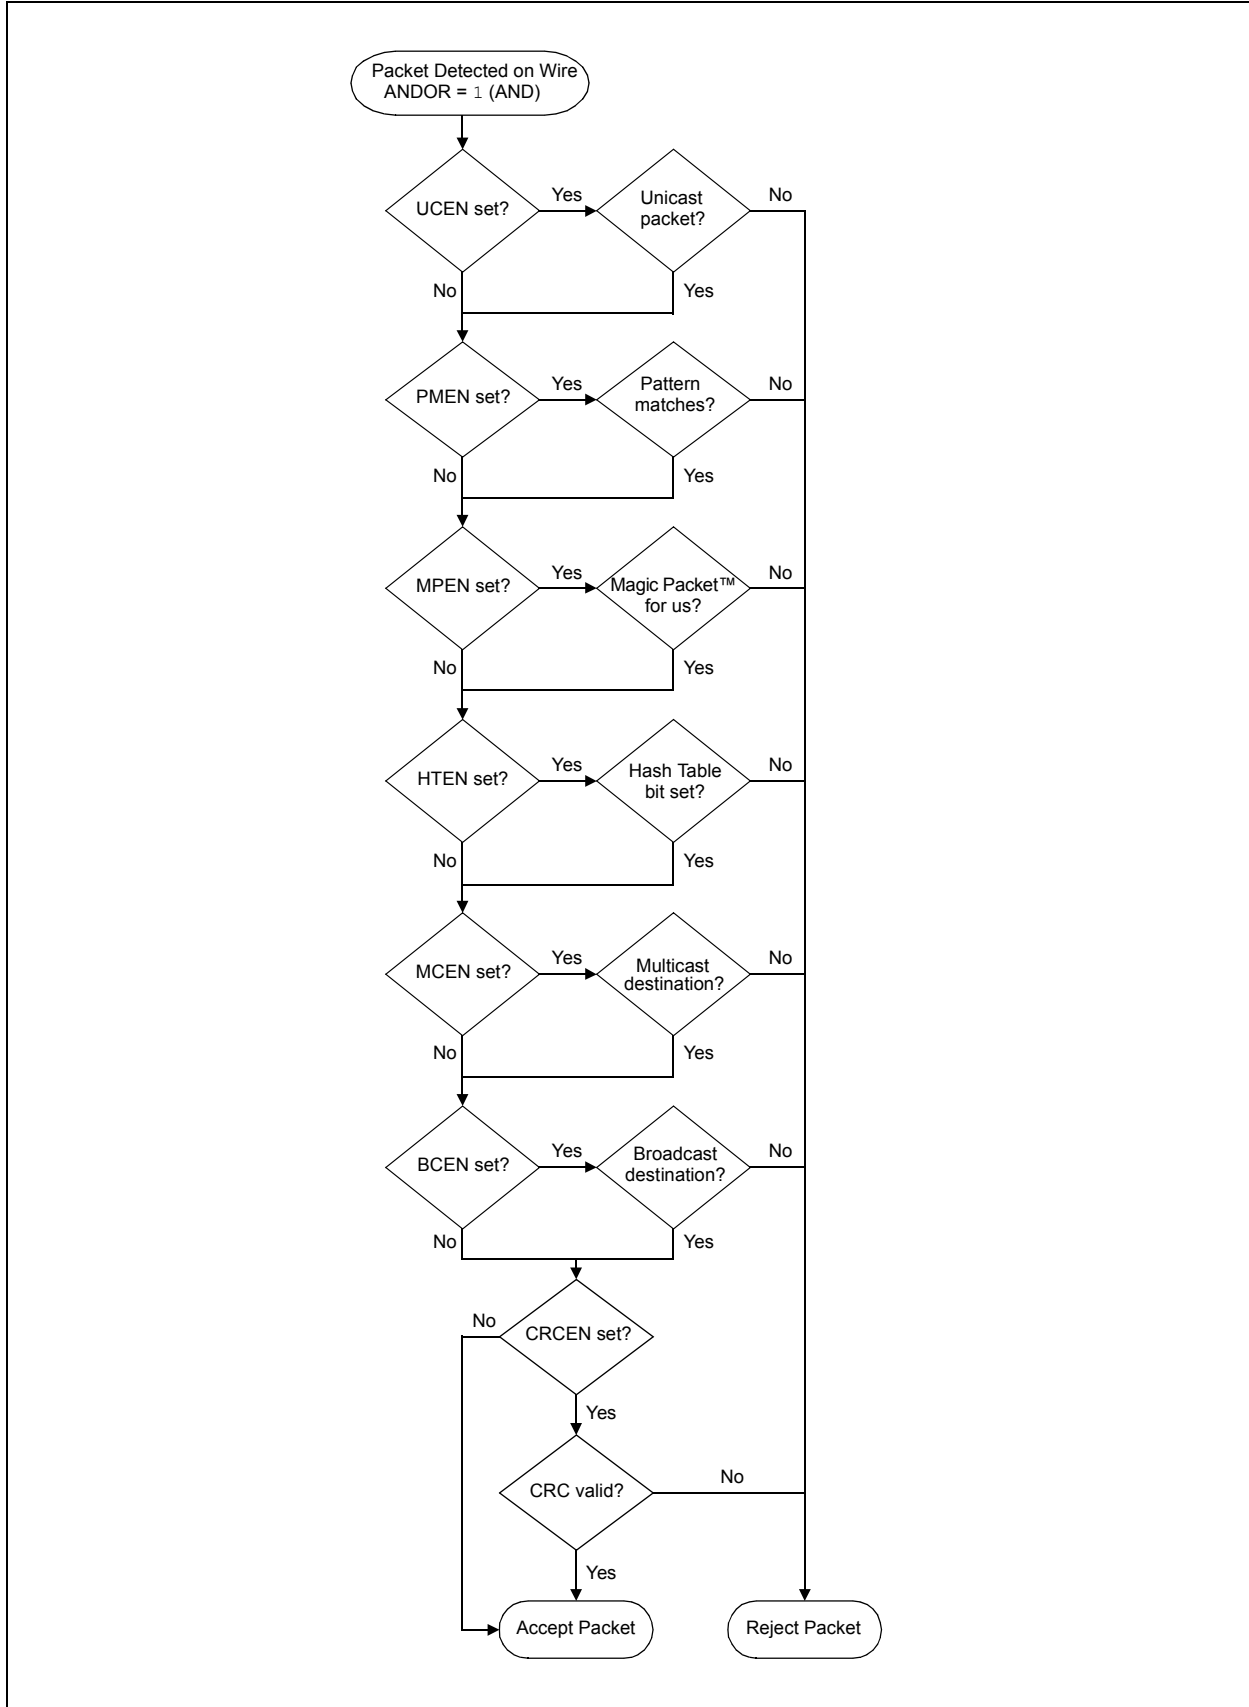 Packet Detected on Wire
ANDOR = 1 (AND)
UCEN set?
Yes
Unicast
packet?
No
No
Yes
PMEN set?
Yes
Pattern
matches?
No
No
Yes
MPEN set?
Yes
Magic Packet™
for us?
No
No
Yes
HTEN set?
Yes
Hash Table
bit set?
No
No
Yes
MCEN set?
Yes
Multicast
destination?
No
No
Yes
BCEN set?
Yes
Broadcast
destination?
No
No
Yes
No
CRCEN set?
Yes
CRC valid?
No
Yes
Accept Packet
Reject Packet